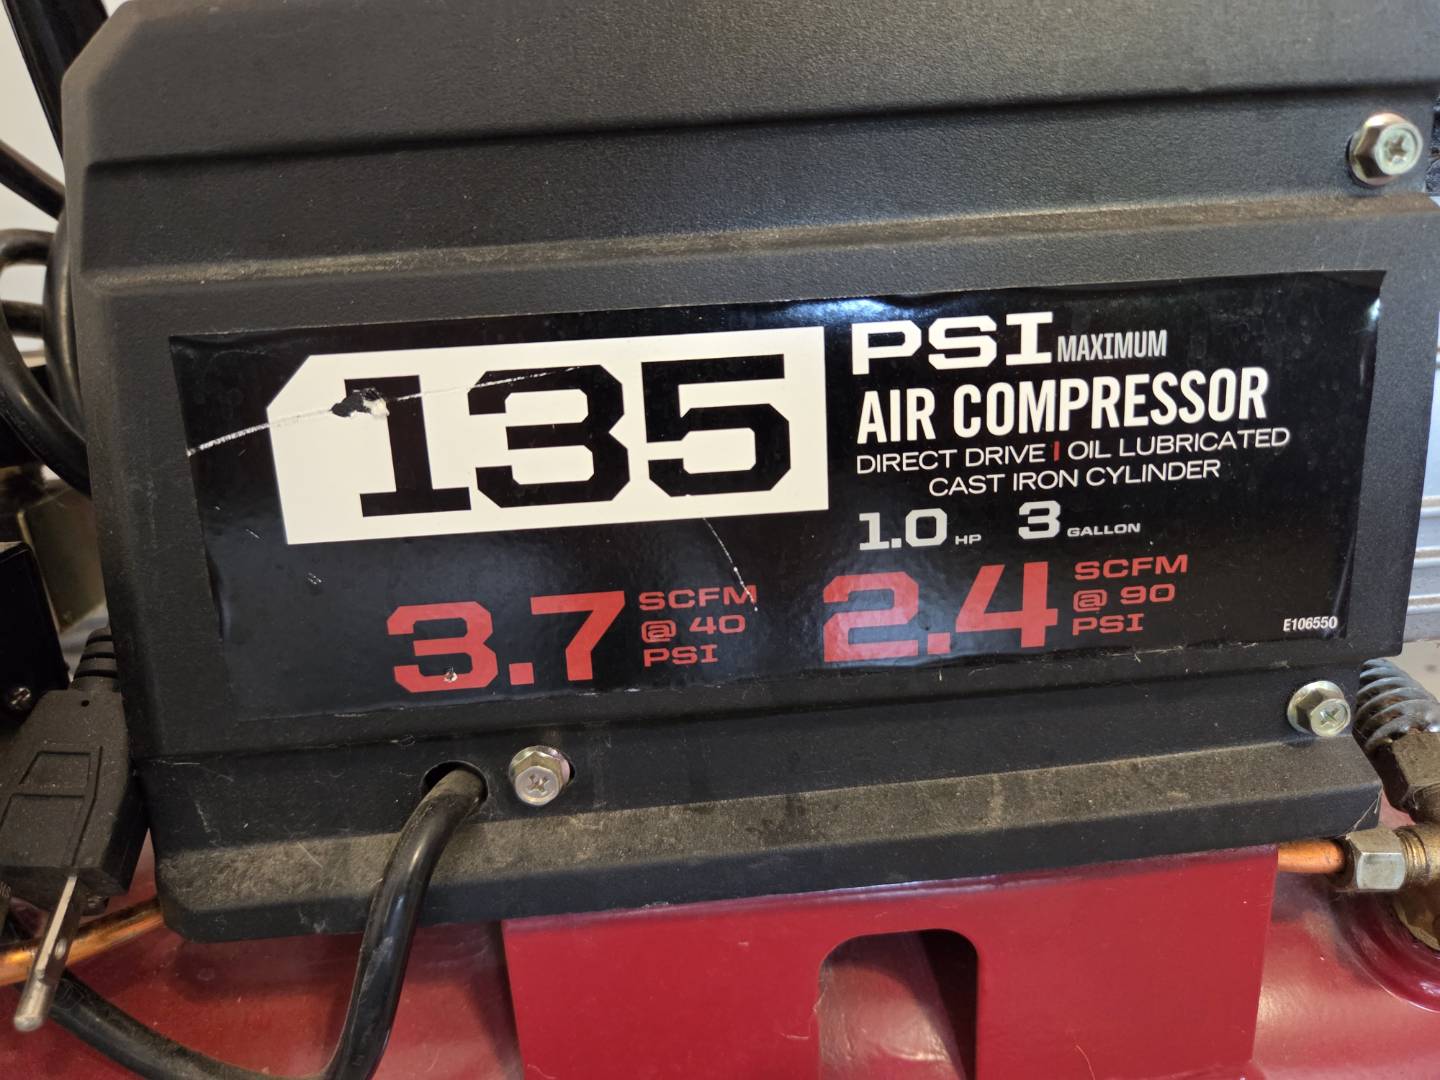 135 PSI MAXIMUM
AIR COMPRESSOR
DIRECT DRIVE | OIL LUBRICATED
CAST IRON CYLINDER
1.0 HP 3 GALLON
3.7 SCFM @ 40 PSI
2.4 SCFM @ 90 PSI
E106550